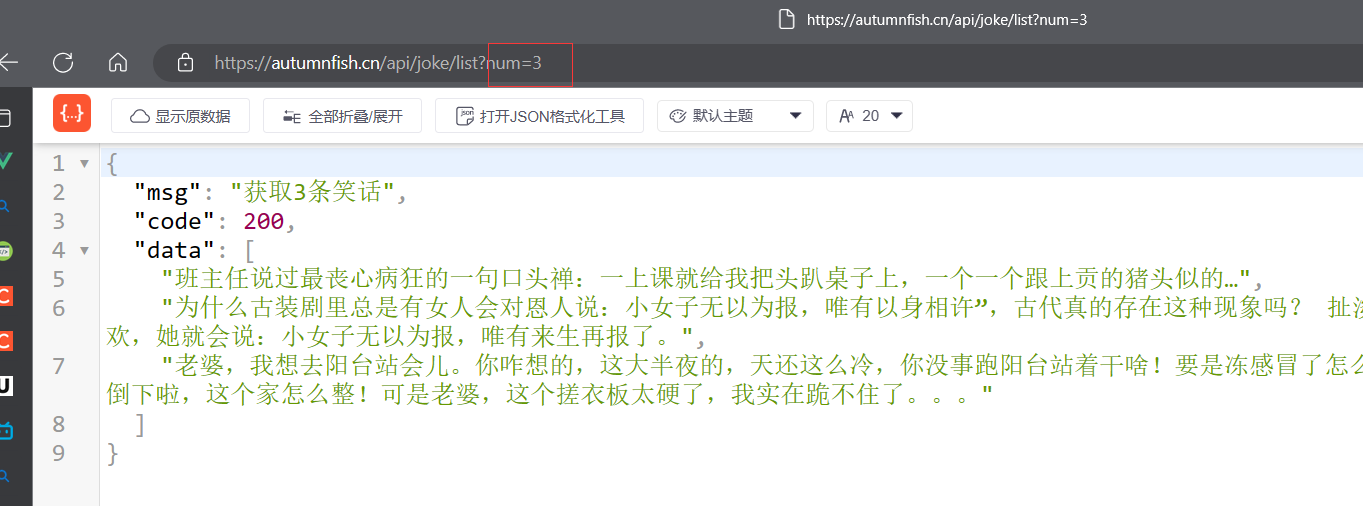 https://autumnfish.cn/api/joke/list?num=3
https://autumnfish.cn/api/joke/list?num=3
{...} 显示原数据 全部折叠/展开 json 打开JSON格式化工具 默认主题 AA 20
1 {
2 "msg": "获取3条笑话",
3 "code": 200,
4 "data": [
5 "班主任说过最丧心病狂的一句口头禅：一上课就给我把头趴桌子上，一个一个跟上贡的猪头似的…",
6 "为什么古装剧里总是有女人会对恩人说：小女子无以为报，唯有以身相许”，古代真的存在这种现象吗？ 扯
欢，她就会说：小女子无以为报，唯有来生再报了。",
7 "老婆，我想去阳台站会儿。你咋想的，这大半夜的，天还这么冷，你没事跑阳台站着干啥！要是冻感冒了怎么
倒下啦，这个家怎么整！可是老婆，这个搓衣板太硬了，我实在跪不住了。。。"
8 ]
9 }